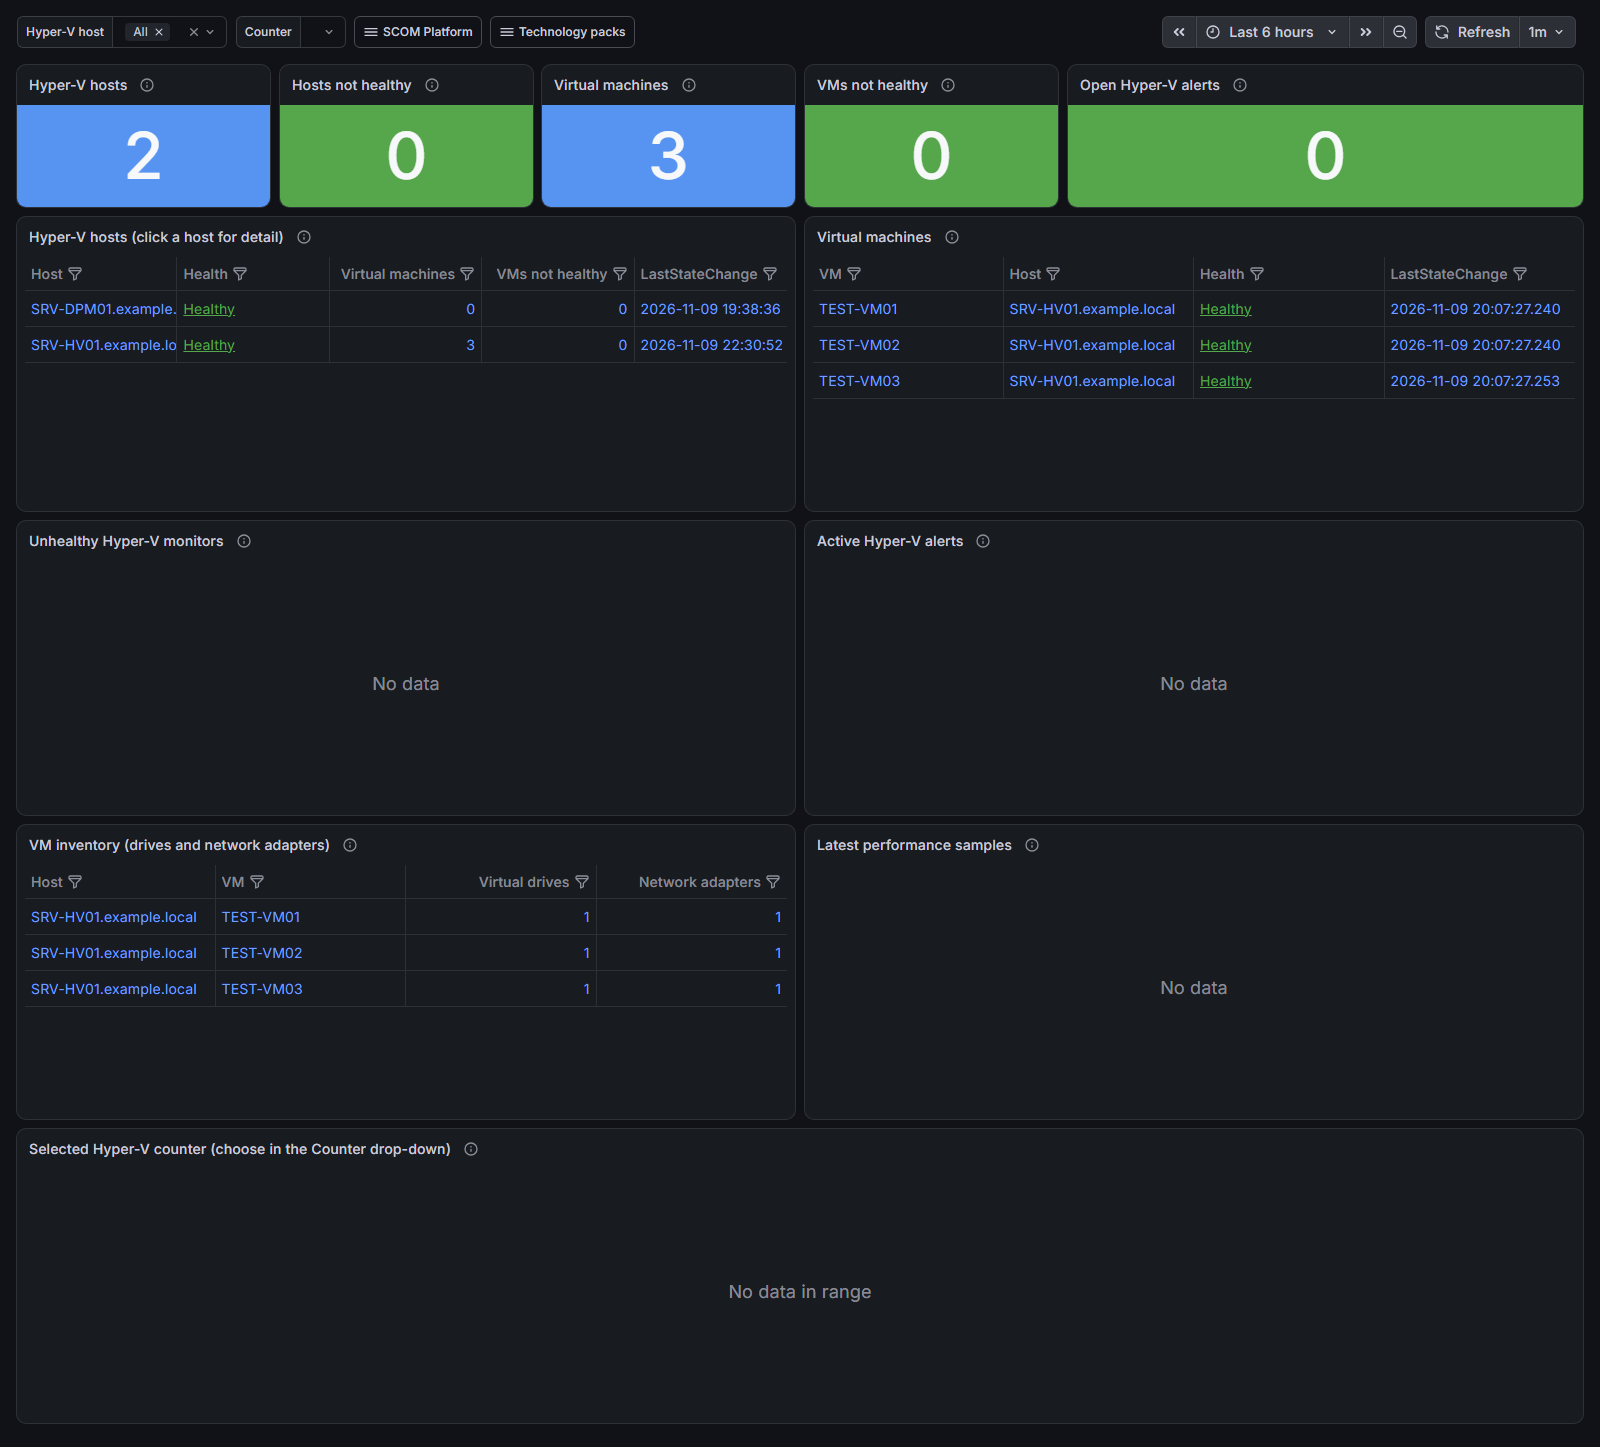 Hyper-V host All Counter SCOM Platform Technology packs Last 6 hours Refresh 1m
Hyper-V hosts Hosts not healthy Virtual machines VMs not healthy Open Hyper-V alerts
2 0 3 0 0
Hyper-V hosts (click a host for detail)
Host Health Virtual machines VMs not healthy LastStateChange
SRV-DPM01.example. Healthy 0 0 2026-11-09 19:38:36
SRV-HV01.example.lo Healthy 3 0 2026-11-09 22:30:52
Virtual machines
VM Host Health LastStateChange
TEST-VM01 SRV-HV01.example.local Healthy 2026-11-09 20:07:27.240
TEST-VM02 SRV-HV01.example.local Healthy 2026-11-09 20:07:27.240
TEST-VM03 SRV-HV01.example.local Healthy 2026-11-09 20:07:27.253
Unhealthy Hyper-V monitors
No data
Active Hyper-V alerts
No data
VM inventory (drives and network adapters)
Host VM Virtual drives Network adapters
SRV-HV01.example.local TEST-VM01 1 1
SRV-HV01.example.local TEST-VM02 1 1
SRV-HV01.example.local TEST-VM03 1 1
Latest performance samples
No data
Selected Hyper-V counter (choose in the Counter drop-down)
No data in range